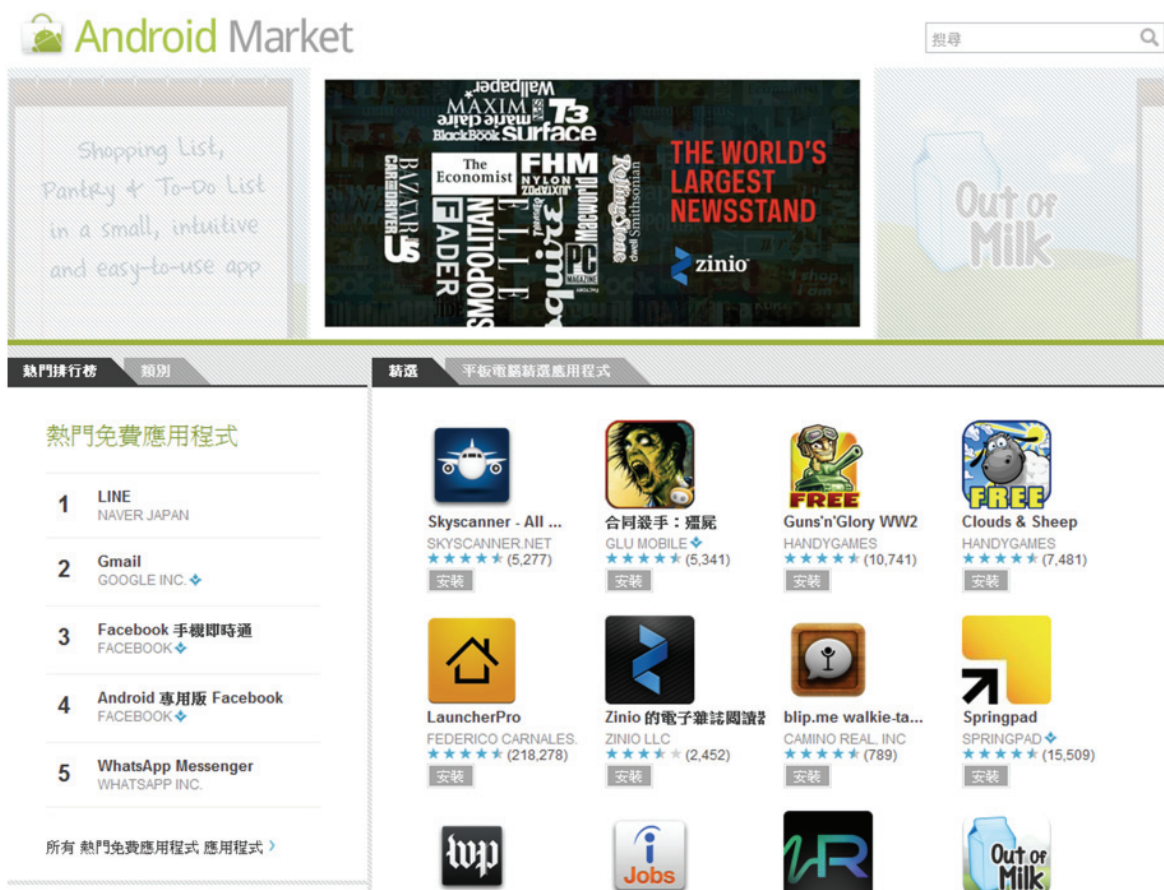 Android Market
搜尋
Shopping List,
Pantry & To-Do List
in a small, intuitive
and easy-to-use app
Wallpaper*
MAXIM
T3
marie claire
BlackBook
surface
The
Economist
FHM
NYLON
JUXTAPOZ
BAZAAR
CAR and DRIVER
US
FADER
COSMOPOLITAN
ELLE
Esquire
Macworld
PC
MAGAZINE
RollingStone
dwell
Smithsonian
THE WORLD'S
LARGEST
NEWSSTAND
zinio
Out of
Milk
熱門排行榜
類別
精選
平板電腦精選應用程式
熱門免費應用程式
1
LINE
NAVER JAPAN
2
Gmail
GOOGLE INC.
3
Facebook 手機即時通
FACEBOOK
4
Android 專用版 Facebook
FACEBOOK
5
WhatsApp Messenger
WHATSAPP INC.
所有 熱門免費應用程式 應用程式 ›
FREE
FREE
Skyscanner - All ...
合同殺手：殭屍
Guns'n'Glory WW2
Clouds & Sheep
SKYSCANNER.NET
GLU MOBILE
HANDYGAMES
HANDYGAMES
(5,277)
(5,341)
(10,741)
(7,481)
安裝
安裝
安裝
安裝
LauncherPro
Zinio 的電子雜誌閱讀器
blip.me walkie-ta...
Springpad
FEDERICO CARNALES.
ZINIO LLC
CAMINO REAL, INC
SPRINGPAD
(218,278)
(2,452)
(789)
(15,509)
安裝
安裝
安裝
安裝
wp
i
Jobs
Out of
Milk